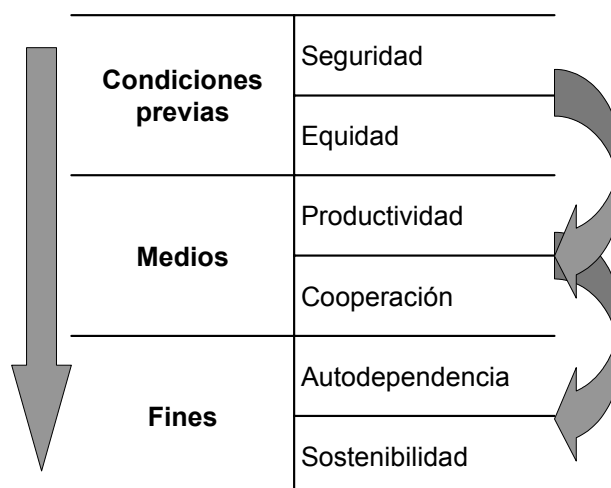 Condiciones
previas
Seguridad
Equidad
Medios
Productividad
Cooperación
Fines
Autodependencia
Sostenibilidad